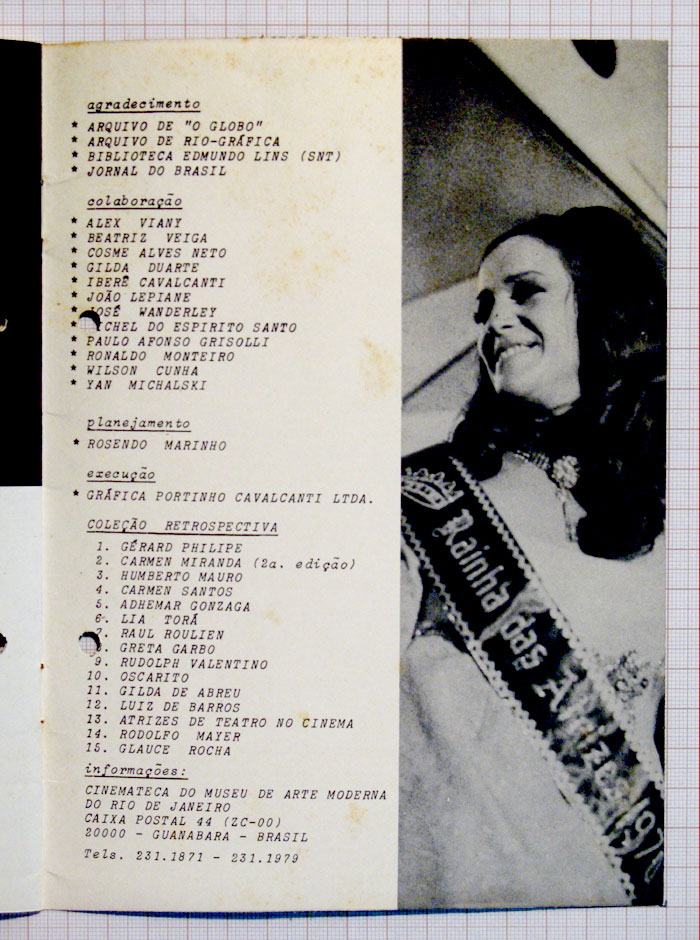 agradecimento
* ARQUIVO DE "O GLOBO"
* ARQUIVO DE RIO-GRÁFICA
* BIBLIOTECA EDMUNDO LINS (SNT)
* JORNAL DO BRASIL
colaboração
* ALEX VIANY
* BEATRIZ VEIGA
* COSME ALVES NETO
* GILDA DUARTE
* IBERÊ CAVALCANTI
* JOÃO LEPIANE
* JOSÉ WANDERLEY
* DO ESPIRITO SANTO
* PAULO AFONSO GRISOLLI
* RONALDO MONTEIRO
* WILSON CUNHA
* YAN MICHALSKI
planejamento
* ROSENDO MARINHO
execução
* GRÁFICA PORTINHO CAVALCANTI LTDA.
COLEÇÃO RETROSPECTIVA
1. GÉRARD PHILIPE
2. CARMEN MIRANDA (2a. edição)
3. HUMBERTO MAURO
4. CARMEN SANTOS
5. ADHEMAR GONZAGA
6. LIA TORÁ
7. RAUL ROULIEN
8. GRETA GARBO
9. RUDOLPH VALENTINO
10. OSCARITO
11. GILDA DE ABREU
12. LUIZ DE BARROS
13. ATRIZES DE TEATRO NO CINEMA
14. RODOLFO MAYER
15. GLAUCE ROCHA
informações:
CINEMATECA DO MUSEU DE ARTE MODERNA
DO RIO DE JANEIRO
CAIXA POSTAL 44 (ZC-00)
20000 - GUANABARA - BRASIL
Tels. 231.1871 - 231.1979
Rainha das Atrizes